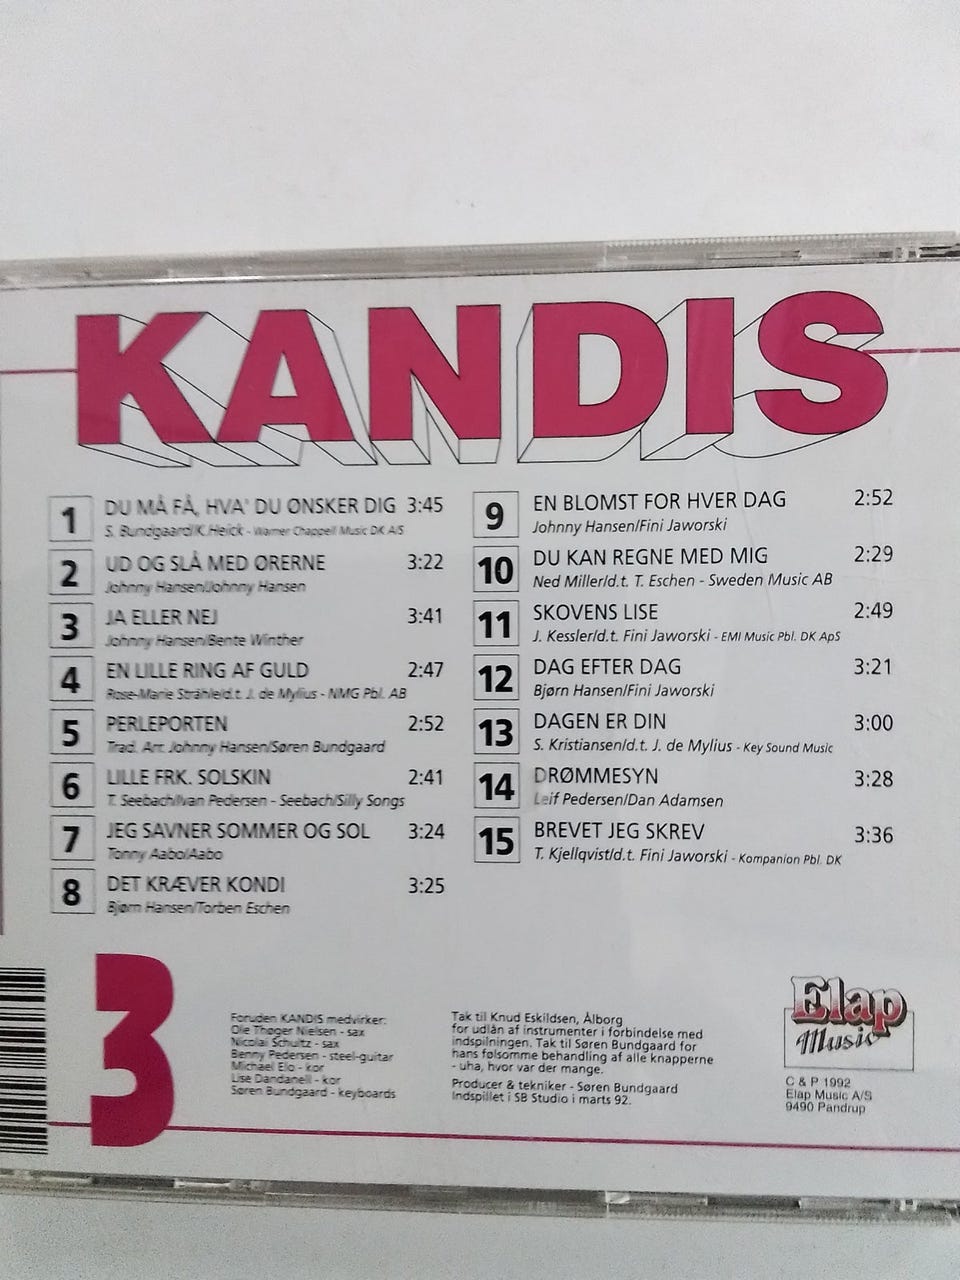 KANDIS
1 DU MÅ FÅ, HVA' DU ØNSKER DIG 3:45
S. Bundgaard/K.Heick - Warner Chappell Music DK A/S
2 UD OG SLÅ MED ØRERNE 3:22
Johnny Hansen/Johnny Hansen
3 JA ELLER NEJ 3:41
Johnny Hansen/Bente Winther
4 EN LILLE RING AF GULD 2:47
Rose-Marie Stråhle/d.t. J. de Mylius - NMG Pbl. AB
5 PERLEPORTEN 2:52
Trad. Arr. Johnny Hansen/Søren Bundgaard
6 LILLE FRK. SOLSKIN 2:41
T. Seebach/Ivan Pedersen - Seebach/Silly Songs
7 JEG SAVNER SOMMER OG SOL 3:24
Tonny Aabo/Aabo
8 DET KRÆVER KONDI 3:25
Bjørn Hansen/Torben Eschen
9 EN BLOMST FOR HVER DAG 2:52
Johnny Hansen/Fini Jaworski
10 DU KAN REGNE MED MIG 2:29
Ned Miller/d.t. T. Eschen - Sweden Music AB
11 SKOVENS LISE 2:49
J. Kessler/d.t. Fini Jaworski - EMI Music Pbl. DK ApS
12 DAG EFTER DAG 3:21
Bjørn Hansen/Fini Jaworski
13 DAGEN ER DIN 3:00
S. Kristiansen/d.t. J. de Mylius - Key Sound Music
14 DRØMMESYN 3:28
Leif Pedersen/Dan Adamsen
15 BREVET JEG SKREV 3:36
T. Kjellqvist/d.t. Fini Jaworski - Kompanion Pbl. DK
3
Foruden KANDIS medvirker:
Ole Thøger Nielsen - sax
Nicolai Schultz - sax
Benny Pedersen - steel-guitar
Michael Elo - kor
Lise Dandanell - kor
Søren Bundgaard - keyboards
Tak til Knud Eskildsen, Ålborg
for udlån af instrumenter i forbindelse med
indspilningen. Tak til Søren Bundgaard for
hans følsomme behandling af alle knapperne
- uha, hvor var der mange.
Producer & tekniker - Søren Bundgaard
Indspillet i SB Studio i marts 92.
Elap
Music
C & P 1992
Elap Music A/S
9490 Pandrup